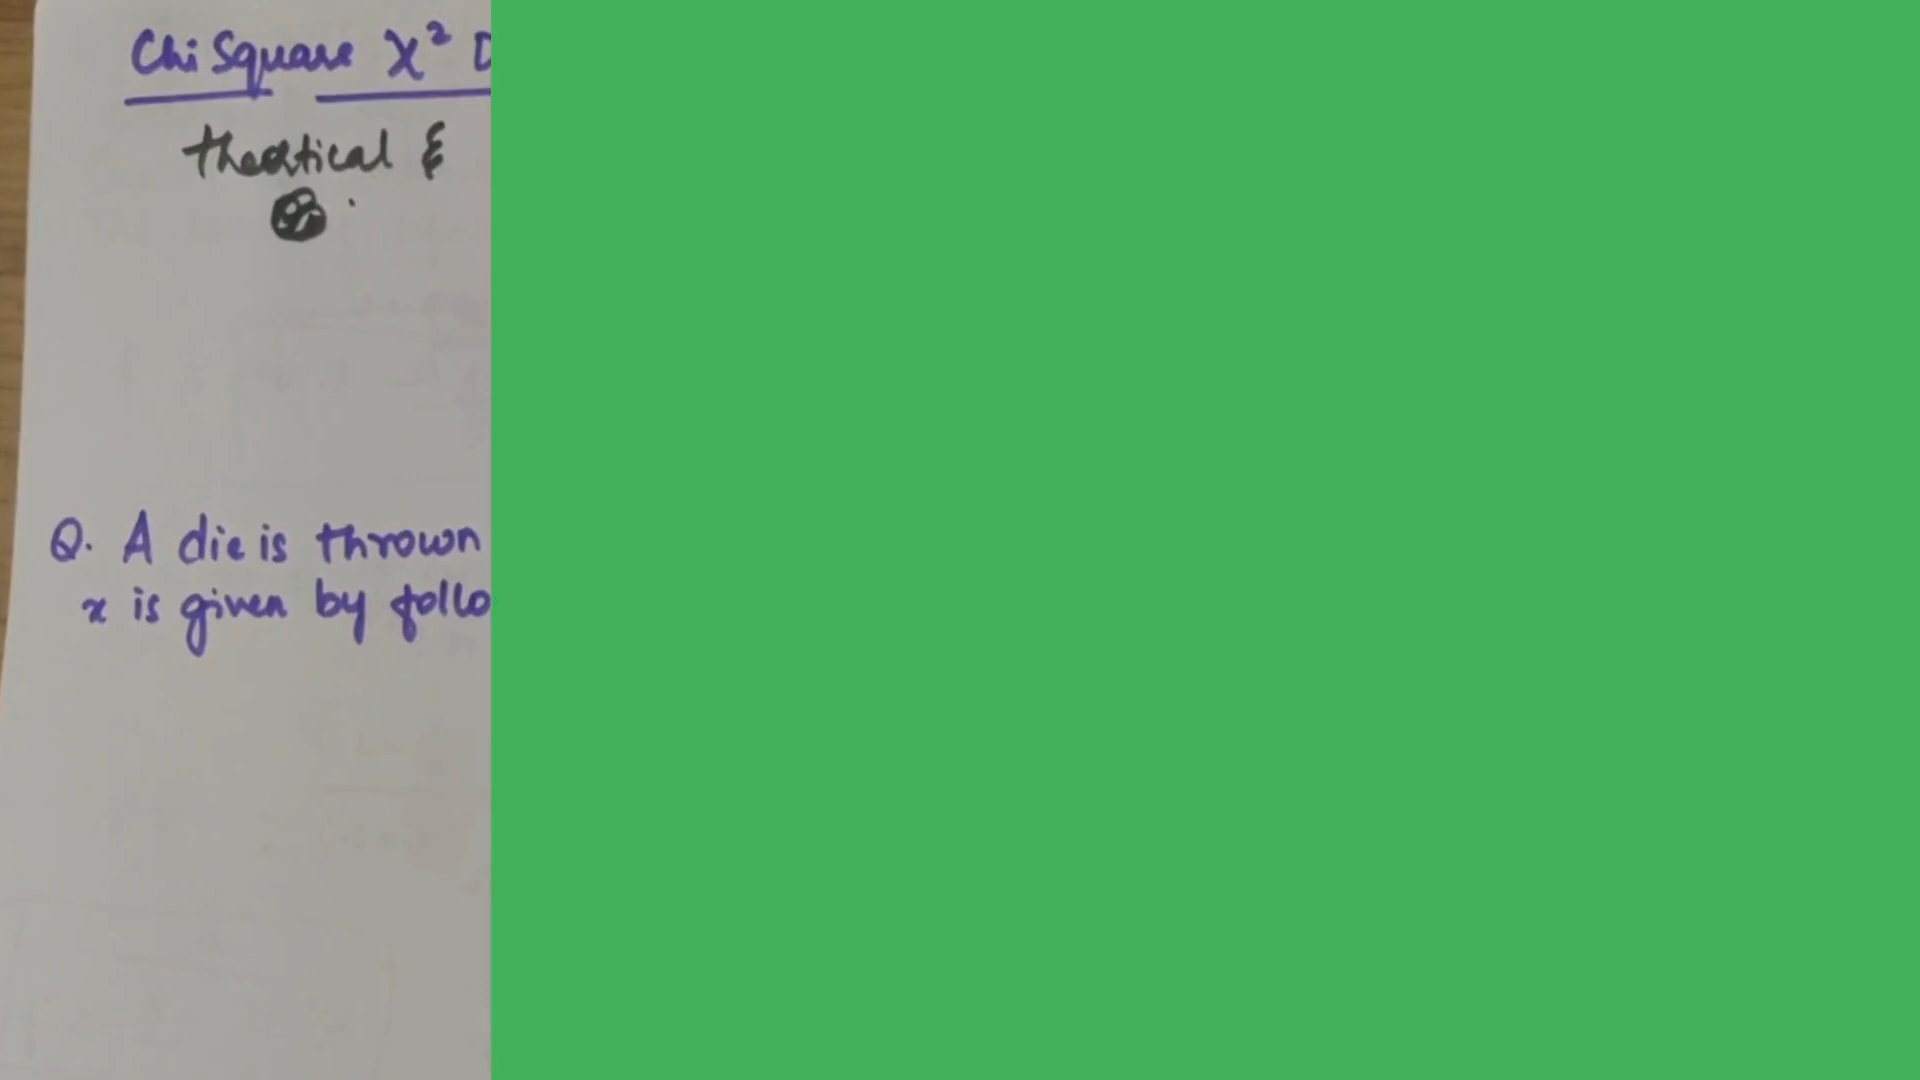 Chi Square χ² D
theortical &
Q. A die is thrown
x is given by follo